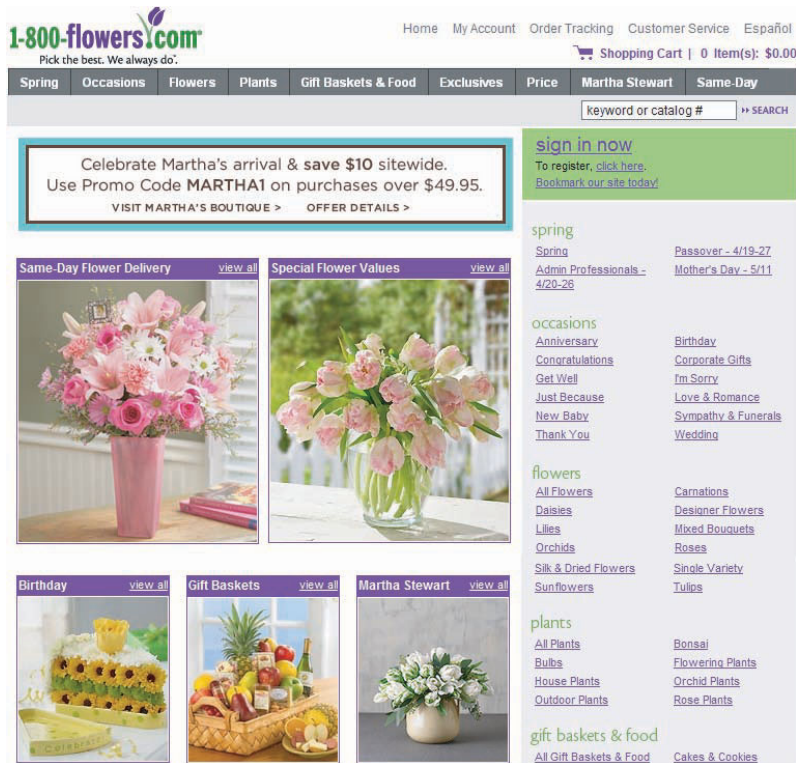 1-800-flowers.com®
Pick the best. We always do℠.
Home My Account Order Tracking Customer Service Español
Shopping Cart | 0 Item(s): $0.00
Spring Occasions Flowers Plants Gift Baskets & Food Exclusives Price Martha Stewart Same-Day
keyword or catalog # SEARCH
Celebrate Martha's arrival & save $10 sitewide.
Use Promo Code MARTHA1 on purchases over $49.95.
VISIT MARTHA'S BOUTIQUE > OFFER DETAILS >
sign in now
To register, click here.
Bookmark our site today!
Same-Day Flower Delivery view all
Special Flower Values view all
Birthday view all
Gift Baskets view all
Martha Stewart view all
Celebrate
spring
Spring Passover - 4/19-27
Admin Professionals - Mother's Day - 5/11
4/20-26
occasions
Anniversary Birthday
Congratulations Corporate Gifts
Get Well I'm Sorry
Just Because Love & Romance
New Baby Sympathy & Funerals
Thank You Wedding
flowers
All Flowers Carnations
Daisies Designer Flowers
Lilies Mixed Bouquets
Orchids Roses
Silk & Dried Flowers Single Variety
Sunflowers Tulips
plants
All Plants Bonsai
Bulbs Flowering Plants
House Plants Orchid Plants
Outdoor Plants Rose Plants
gift baskets & food
All Gift Baskets & Food Cakes & Cookies